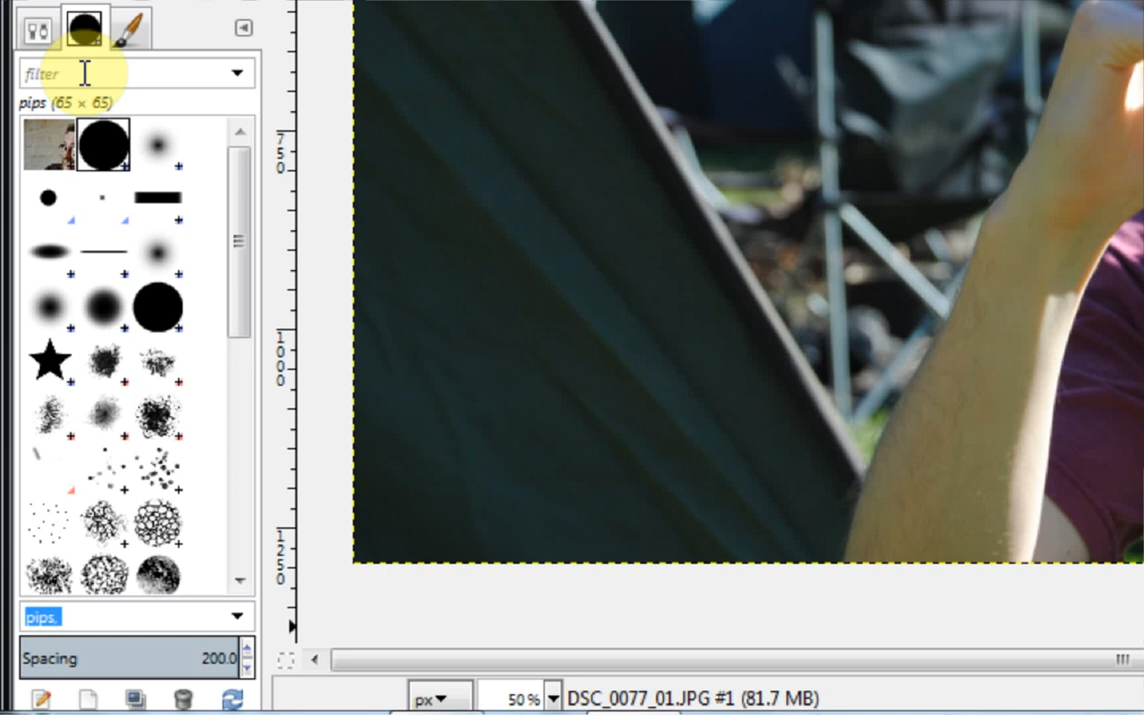 filter
pips (65 × 65)
750
1000
1250
pips,
Spacing 200.0
px 50 % DSC_0077_01.JPG #1 (81.7 MB)